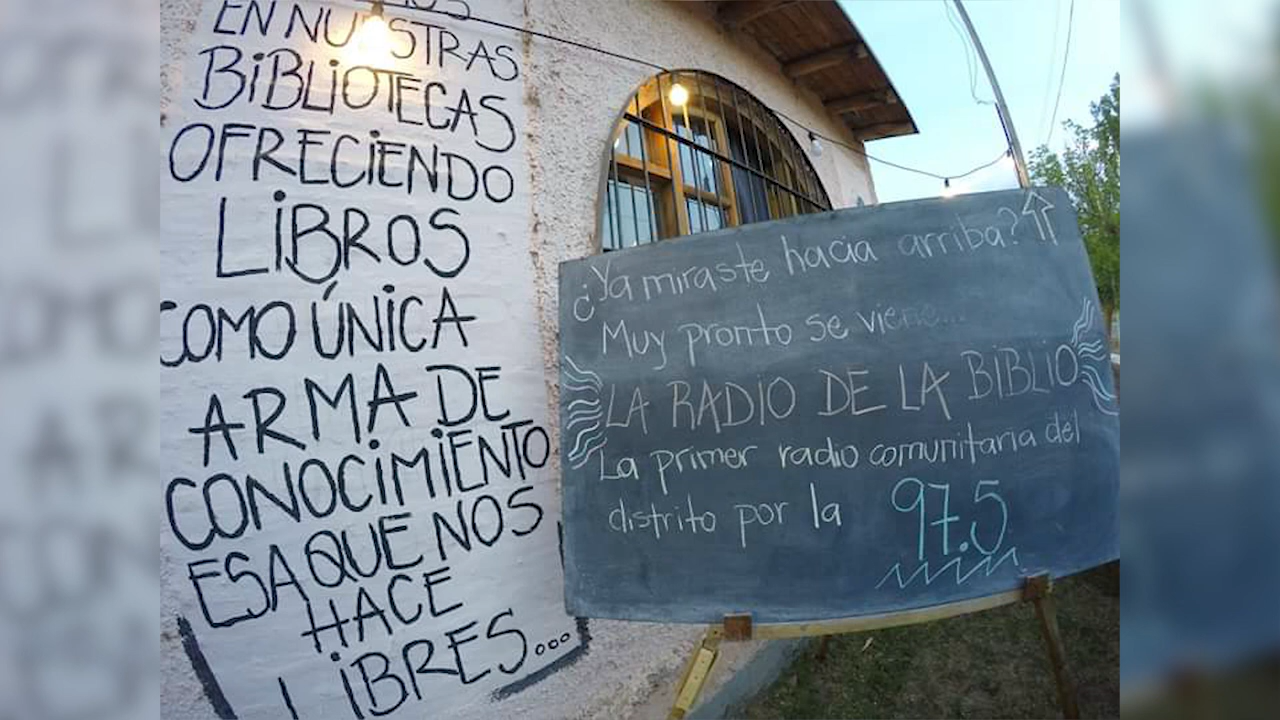 EN NUESTRAS
BIBLIOTECAS
OFRECIENDO
LIBROS
COMO ÚNICA
ARMA DE
CONOCIMIENTO
ESA QUE NOS
HACE
LIBRES...
¿Ya miraste hacia arriba?
Muy pronto se viene...
LA RADIO DE LA BIBLIO
La primer radio comunitaria del
distrito por la 97.5